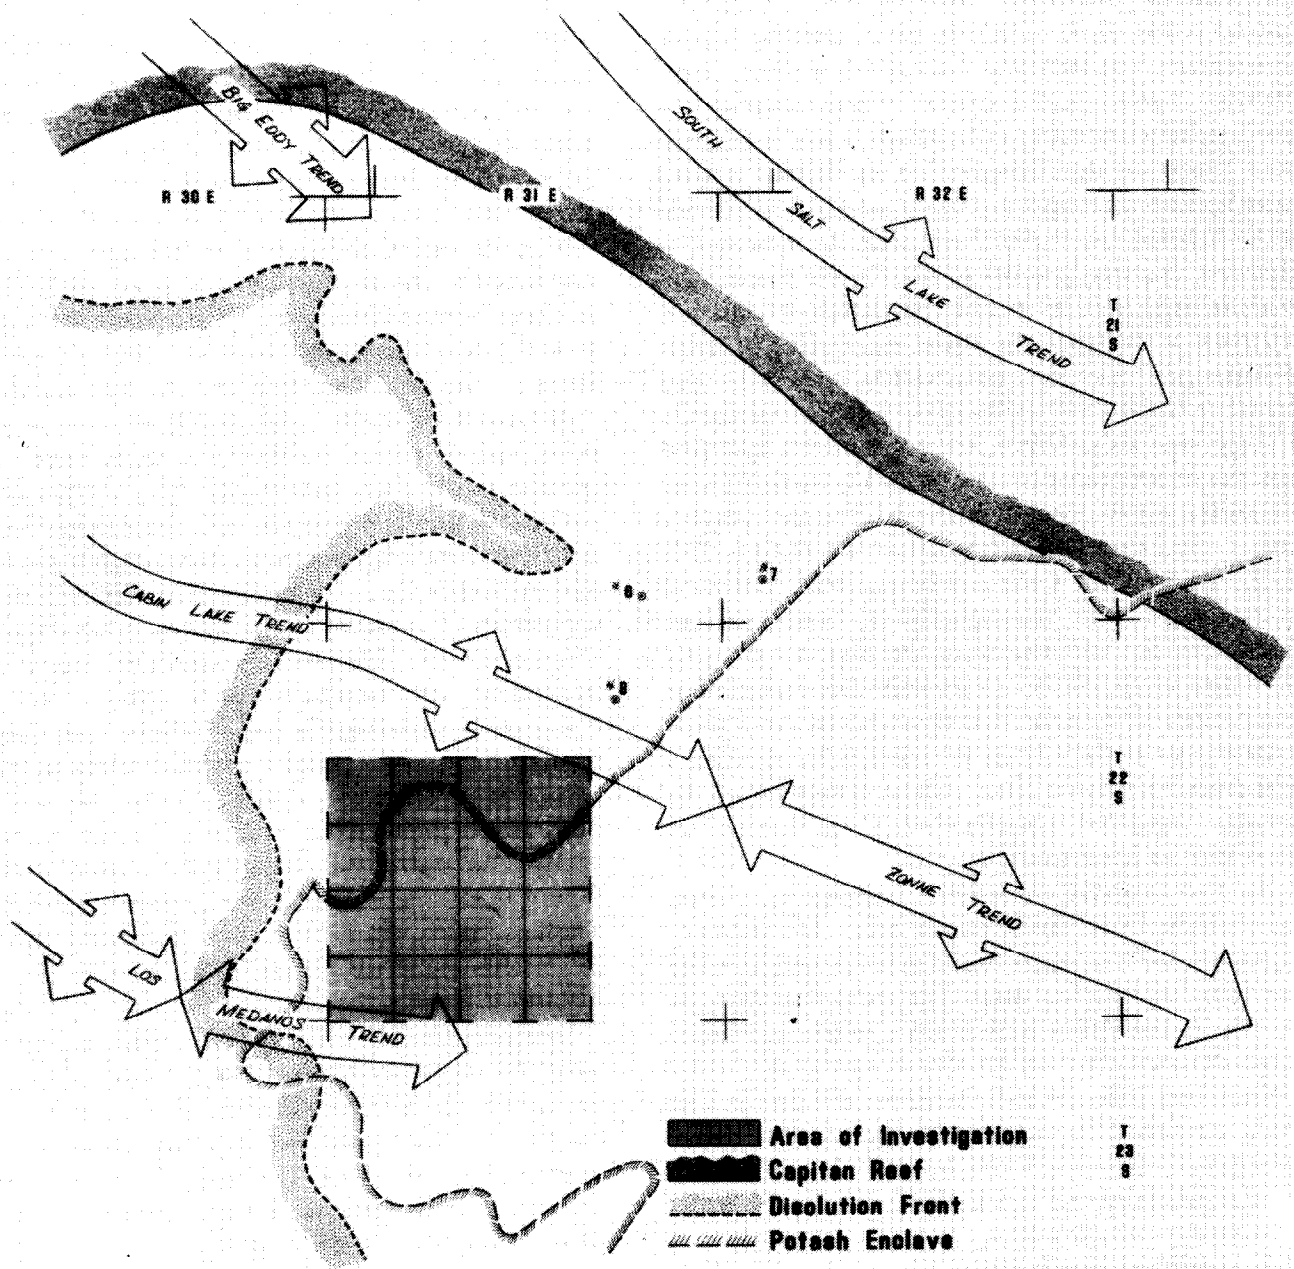 BIG EDDY TREND
SOUTH SALT LAKE TREND
R 30 E
R 31 E
R 32 E
T
21
S
* 7
* 6
CABIN LAKE TREND
* 8
T
22
S
ZONNE TREND
LOS MEDANOS TREND
Area of Investigation
Capitan Reef
Disolution Front
Potash Enclave
T
23
S